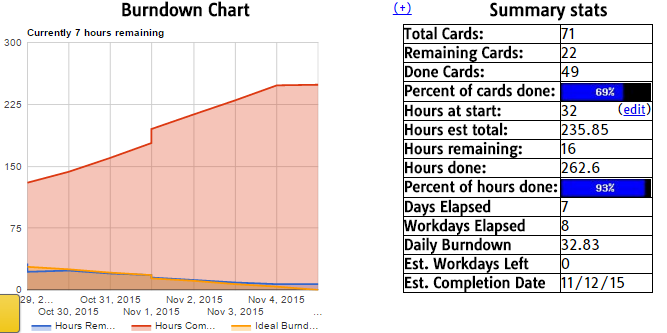 Burndown Chart
Currently 7 hours remaining
300
225
150
75
0
29, 2...
Oct 31, 2015
Nov 2, 2015
Nov 4, 2015
Oct 30, 2015
Nov 1, 2015
Nov 3, 2015
...
Hours Rem...
Hours Com...
Ideal Burnd...
(+)
Summary stats
Total Cards: 71
Remaining Cards: 22
Done Cards: 49
Percent of cards done: 69%
Hours at start: 32 (edit)
Hours est total: 235.85
Hours remaining: 16
Hours done: 262.6
Percent of hours done: 93%
Days Elapsed 7
Workdays Elapsed 8
Daily Burndown 32.83
Est. Workdays Left 0
Est. Completion Date 11/12/15